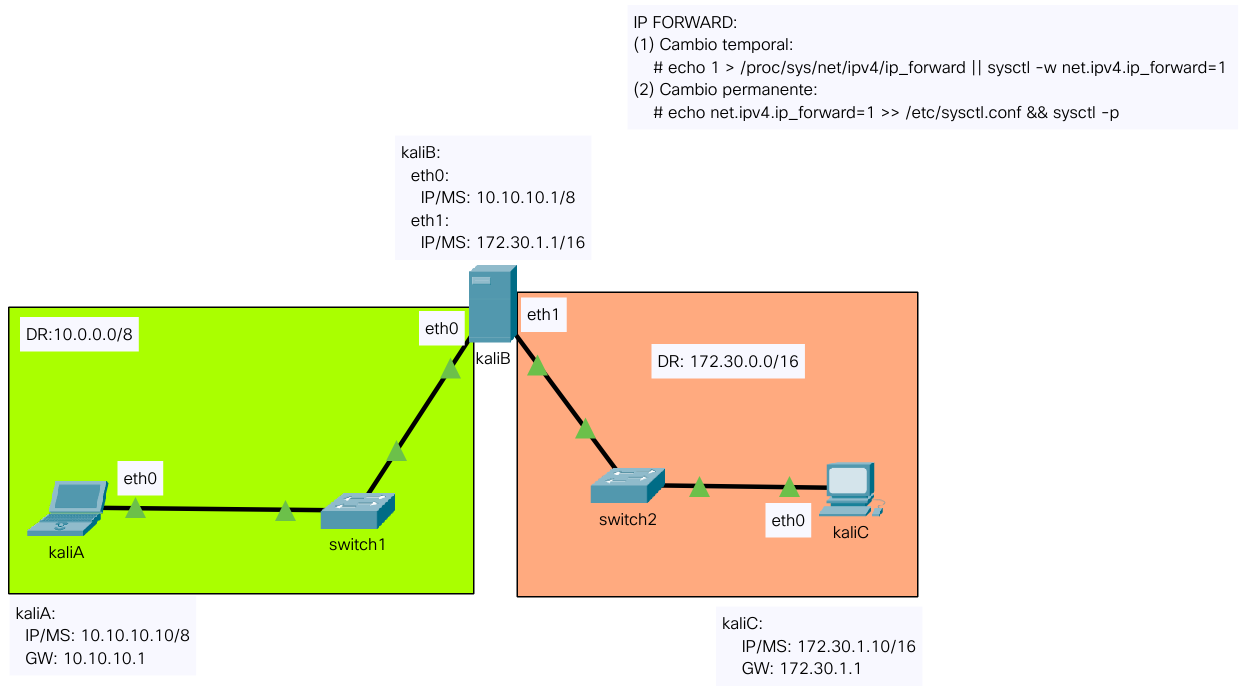 IP FORWARD:
(1) Cambio temporal:
# echo 1 > /proc/sys/net/ipv4/ip_forward || sysctl -w net.ipv4.ip_forward=1
(2) Cambio permanente:
# echo net.ipv4.ip_forward=1 >> /etc/sysctl.conf && sysctl -p
kaliB:
eth0:
IP/MS: 10.10.10.1/8
eth1:
IP/MS: 172.30.1.1/16
DR:10.0.0.0/8
eth0
eth1
kaliB
DR: 172.30.0.0/16
eth0
kaliA
switch1
switch2
eth0
kaliC
kaliA:
IP/MS: 10.10.10.10/8
GW: 10.10.10.1
kaliC:
IP/MS: 172.30.1.10/16
GW: 172.30.1.1